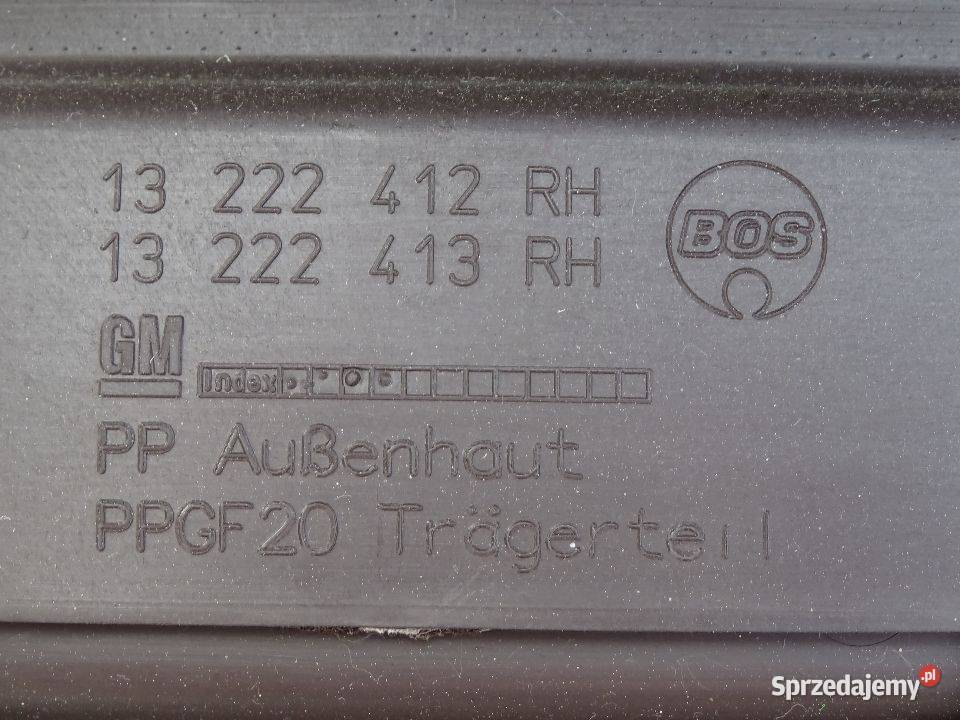 13 222 412 RH
13 222 413 RH
BOS
GM
Index
PP Außenhaut
PPGF20 Trägerteil
Sprzedajemy.pl